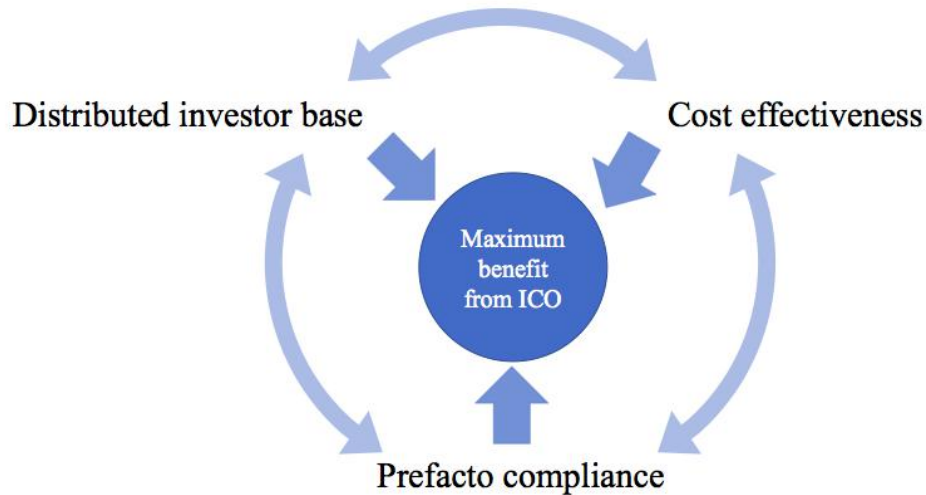 Distributed investor base
Cost effectiveness
Maximum
benefit
from ICO
Prefacto compliance